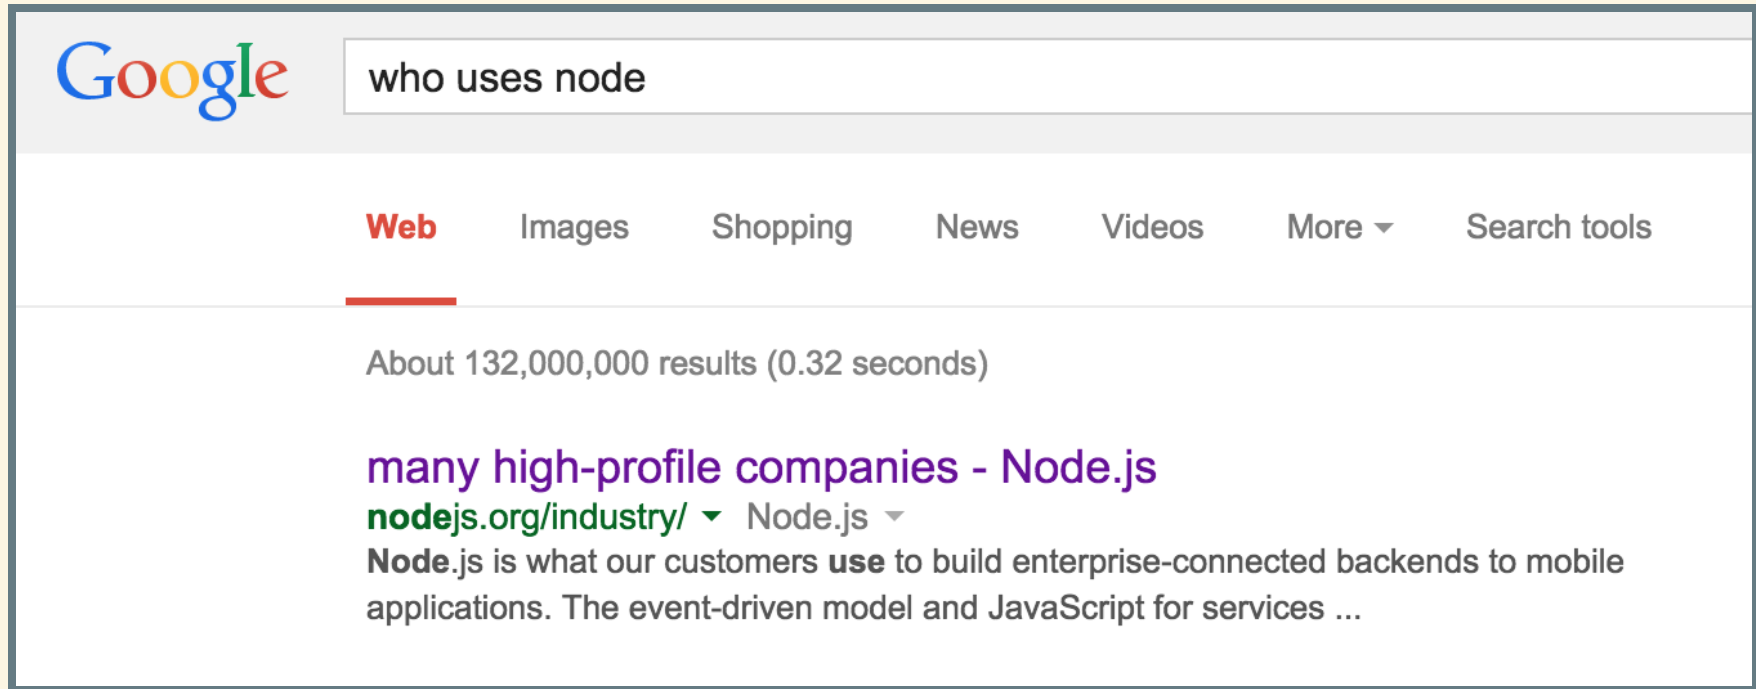 Google who uses node
Web Images Shopping News Videos More Search tools
About 132,000,000 results (0.32 seconds)
many high-profile companies - Node.js
nodejs.org/industry/ Node.js
Node.js is what our customers use to build enterprise-connected backends to mobile
applications. The event-driven model and JavaScript for services ...